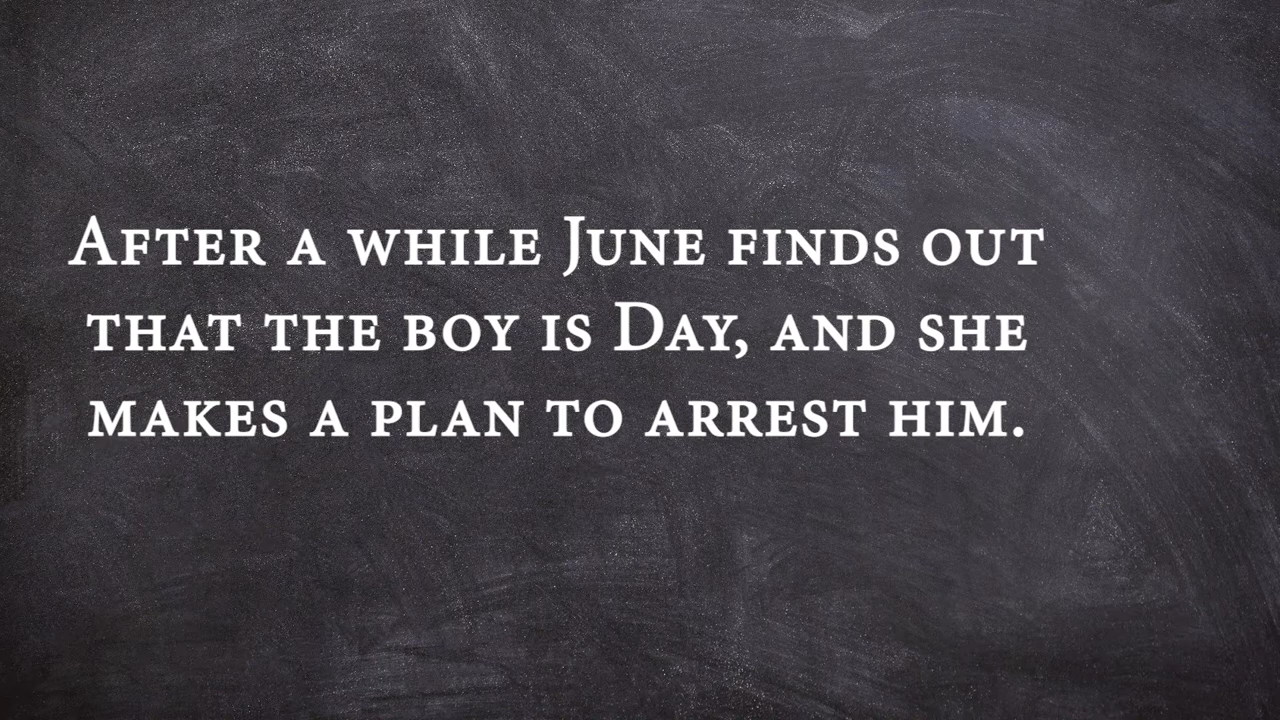 After a while June finds out
that the boy is Day, and she
makes a plan to arrest him.